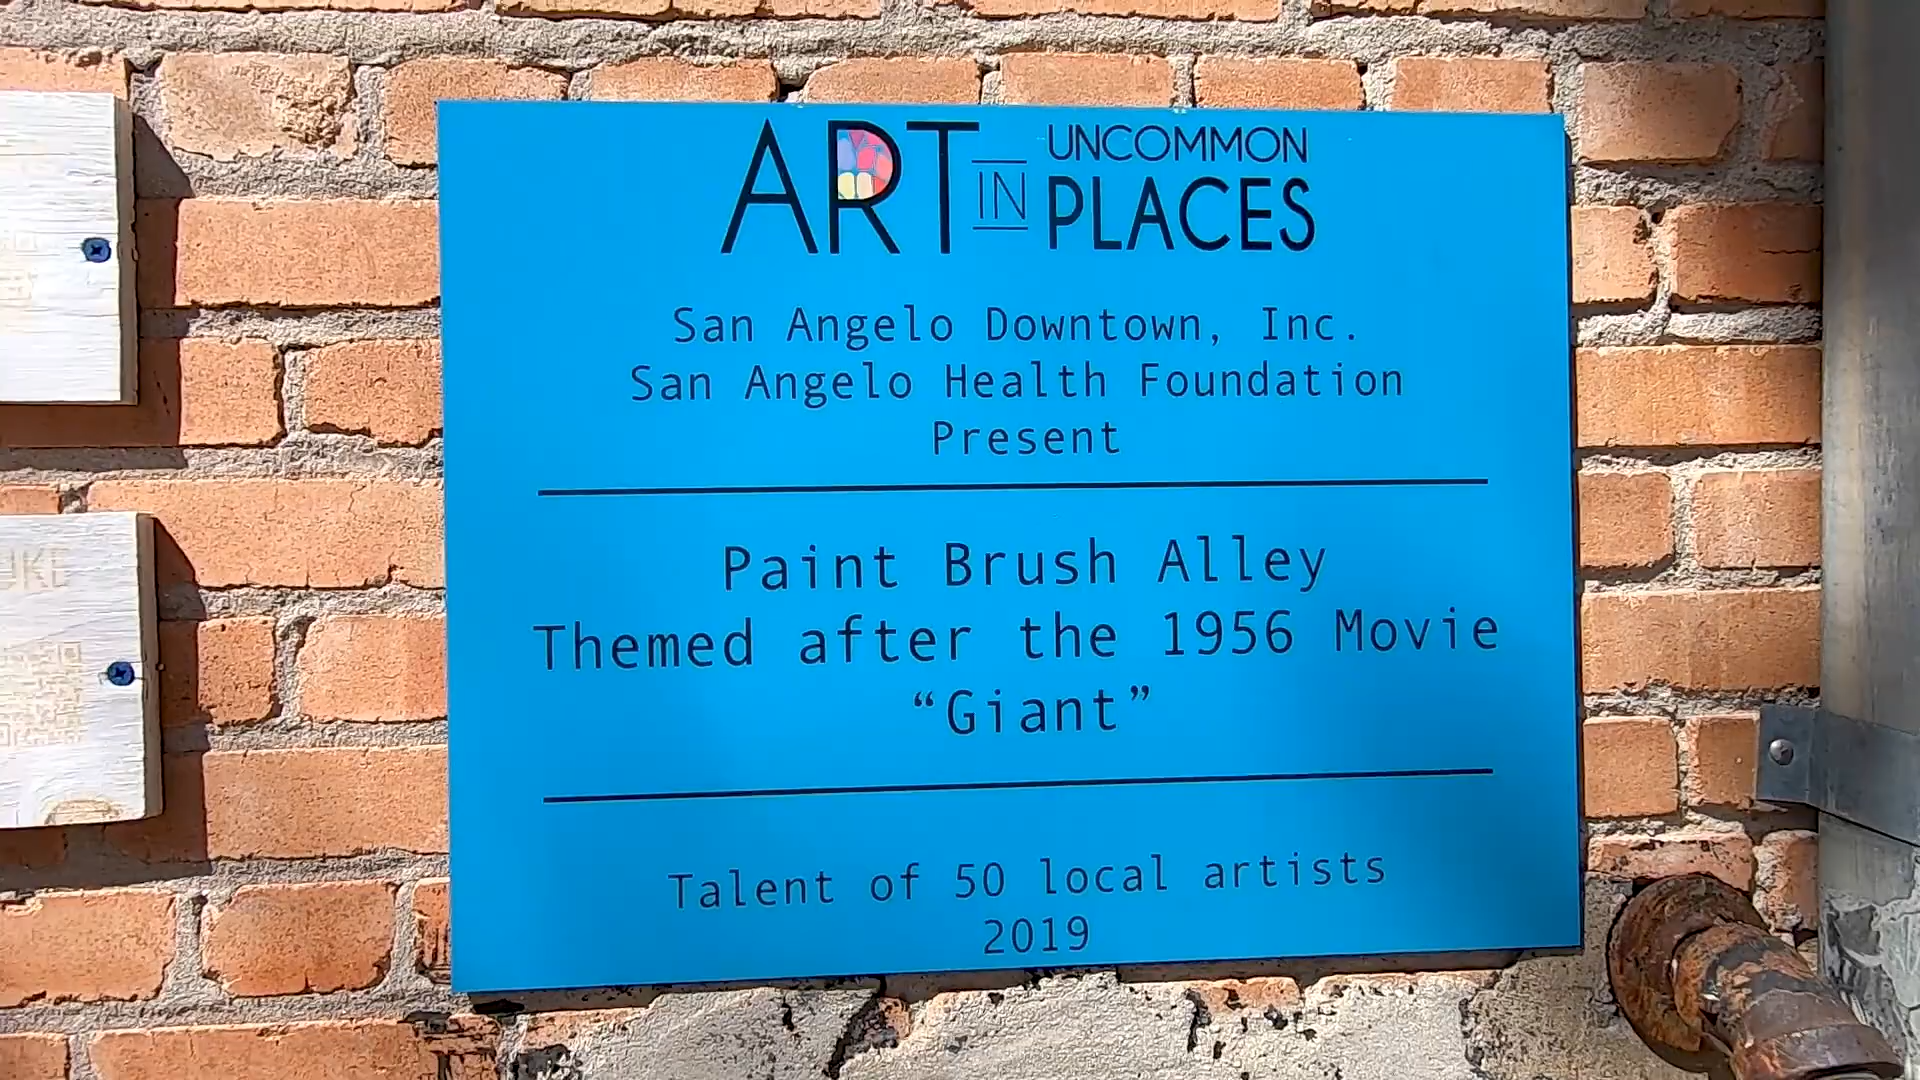 ART IN UNCOMMON PLACES
San Angelo Downtown, Inc.
San Angelo Health Foundation
Present
Paint Brush Alley
Themed after the 1956 Movie
“Giant”
Talent of 50 local artists
2019